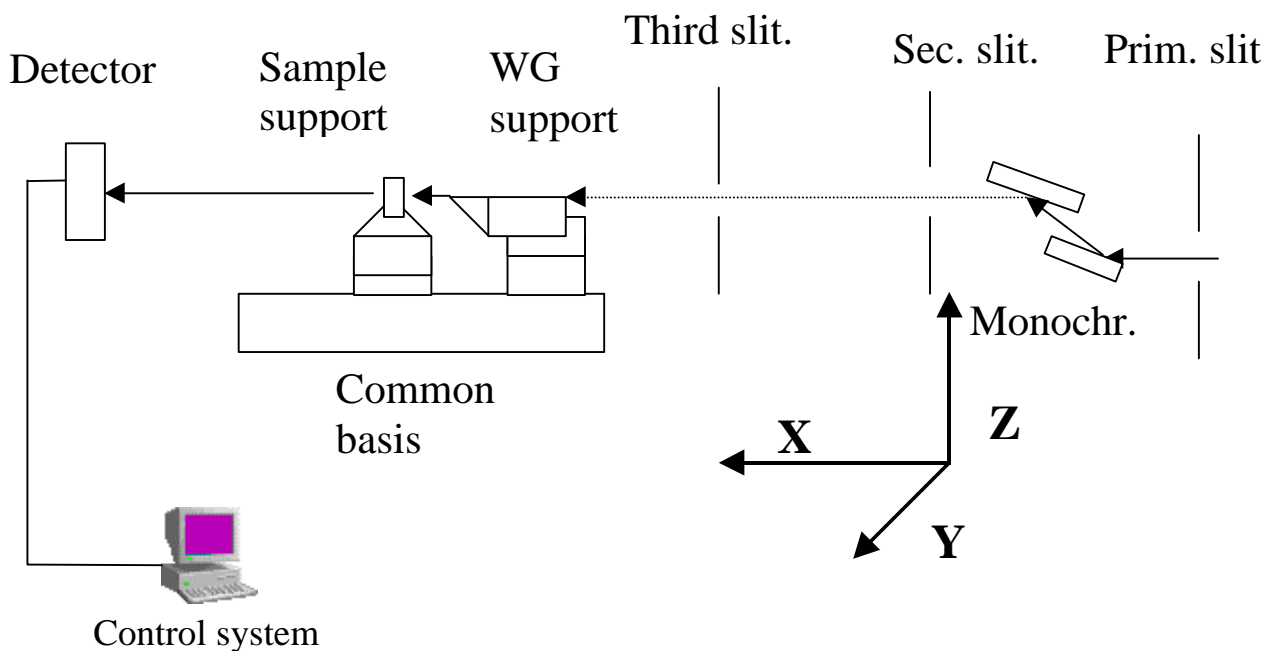 Third slit.
Sec. slit.
Prim. slit
Detector
Sample
support
WG
support
Monochr.
Common
basis
X
Z
Y
Control system